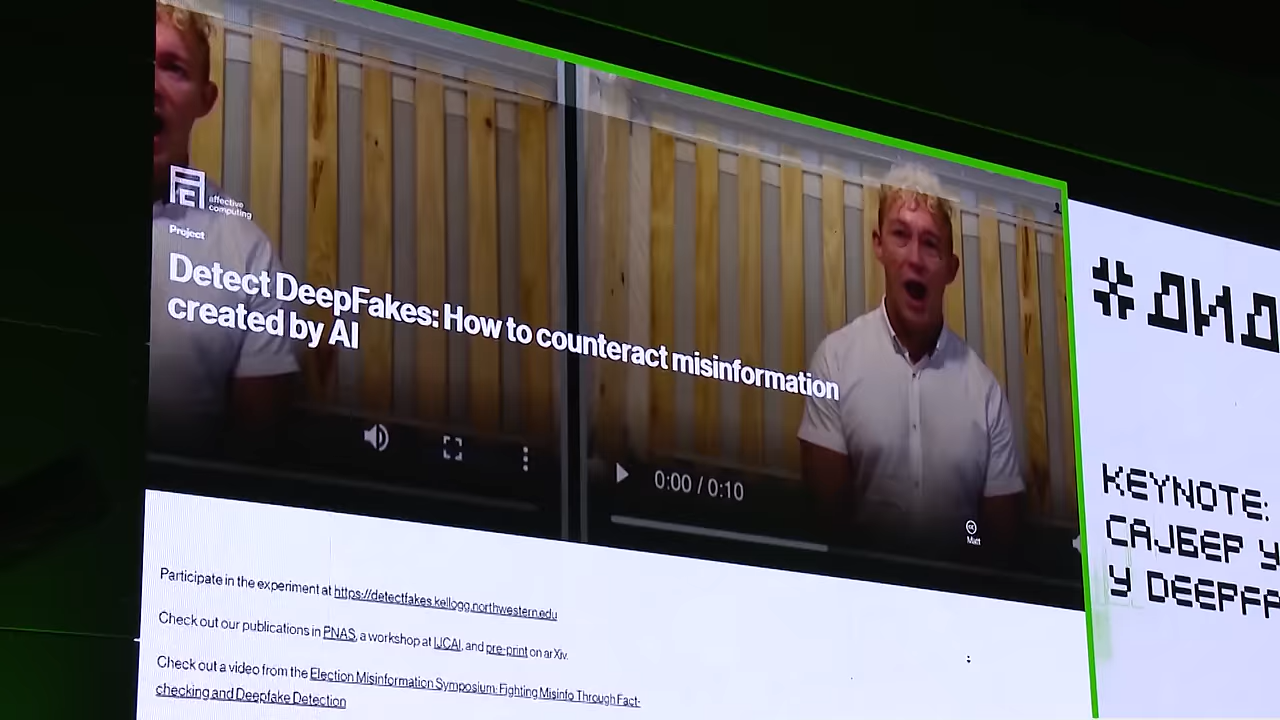 affective
computing
Project
Detect DeepFakes: How to counteract misinformation
created by AI
0:00 / 0:10
Matt
Participate in the experiment at https://detectfakes.kellogg.northwestern.edu
Check out our publications in PNAS, a workshop at IJCAI, and pre-print on arXiv.
Check out a video from the Election Misinformation Symposium: Fighting Misinfo Through Fact-
checking and Deepfake Detection
#ДИД
KEYNOTE:
САЈБЕР У
У DEEPFA